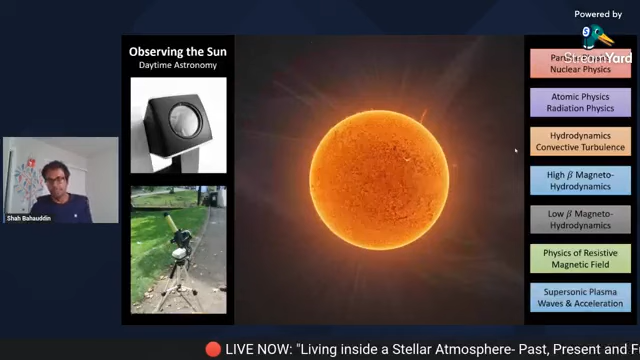 Powered by
StreamYard
Observing the Sun
Daytime Astronomy
Nuclear Physics
Atomic Physics
Radiation Physics
Hydrodynamics
Convective Turbulence
High β Magneto-
Hydrodynamics
Low β Magneto-
Hydrodynamics
Physics of Resistive
Magnetic Field
Supersonic Plasma
Waves & Acceleration
Shah Bahauddin
LIVE NOW: "Living inside a Stellar Atmosphere- Past, Present and F